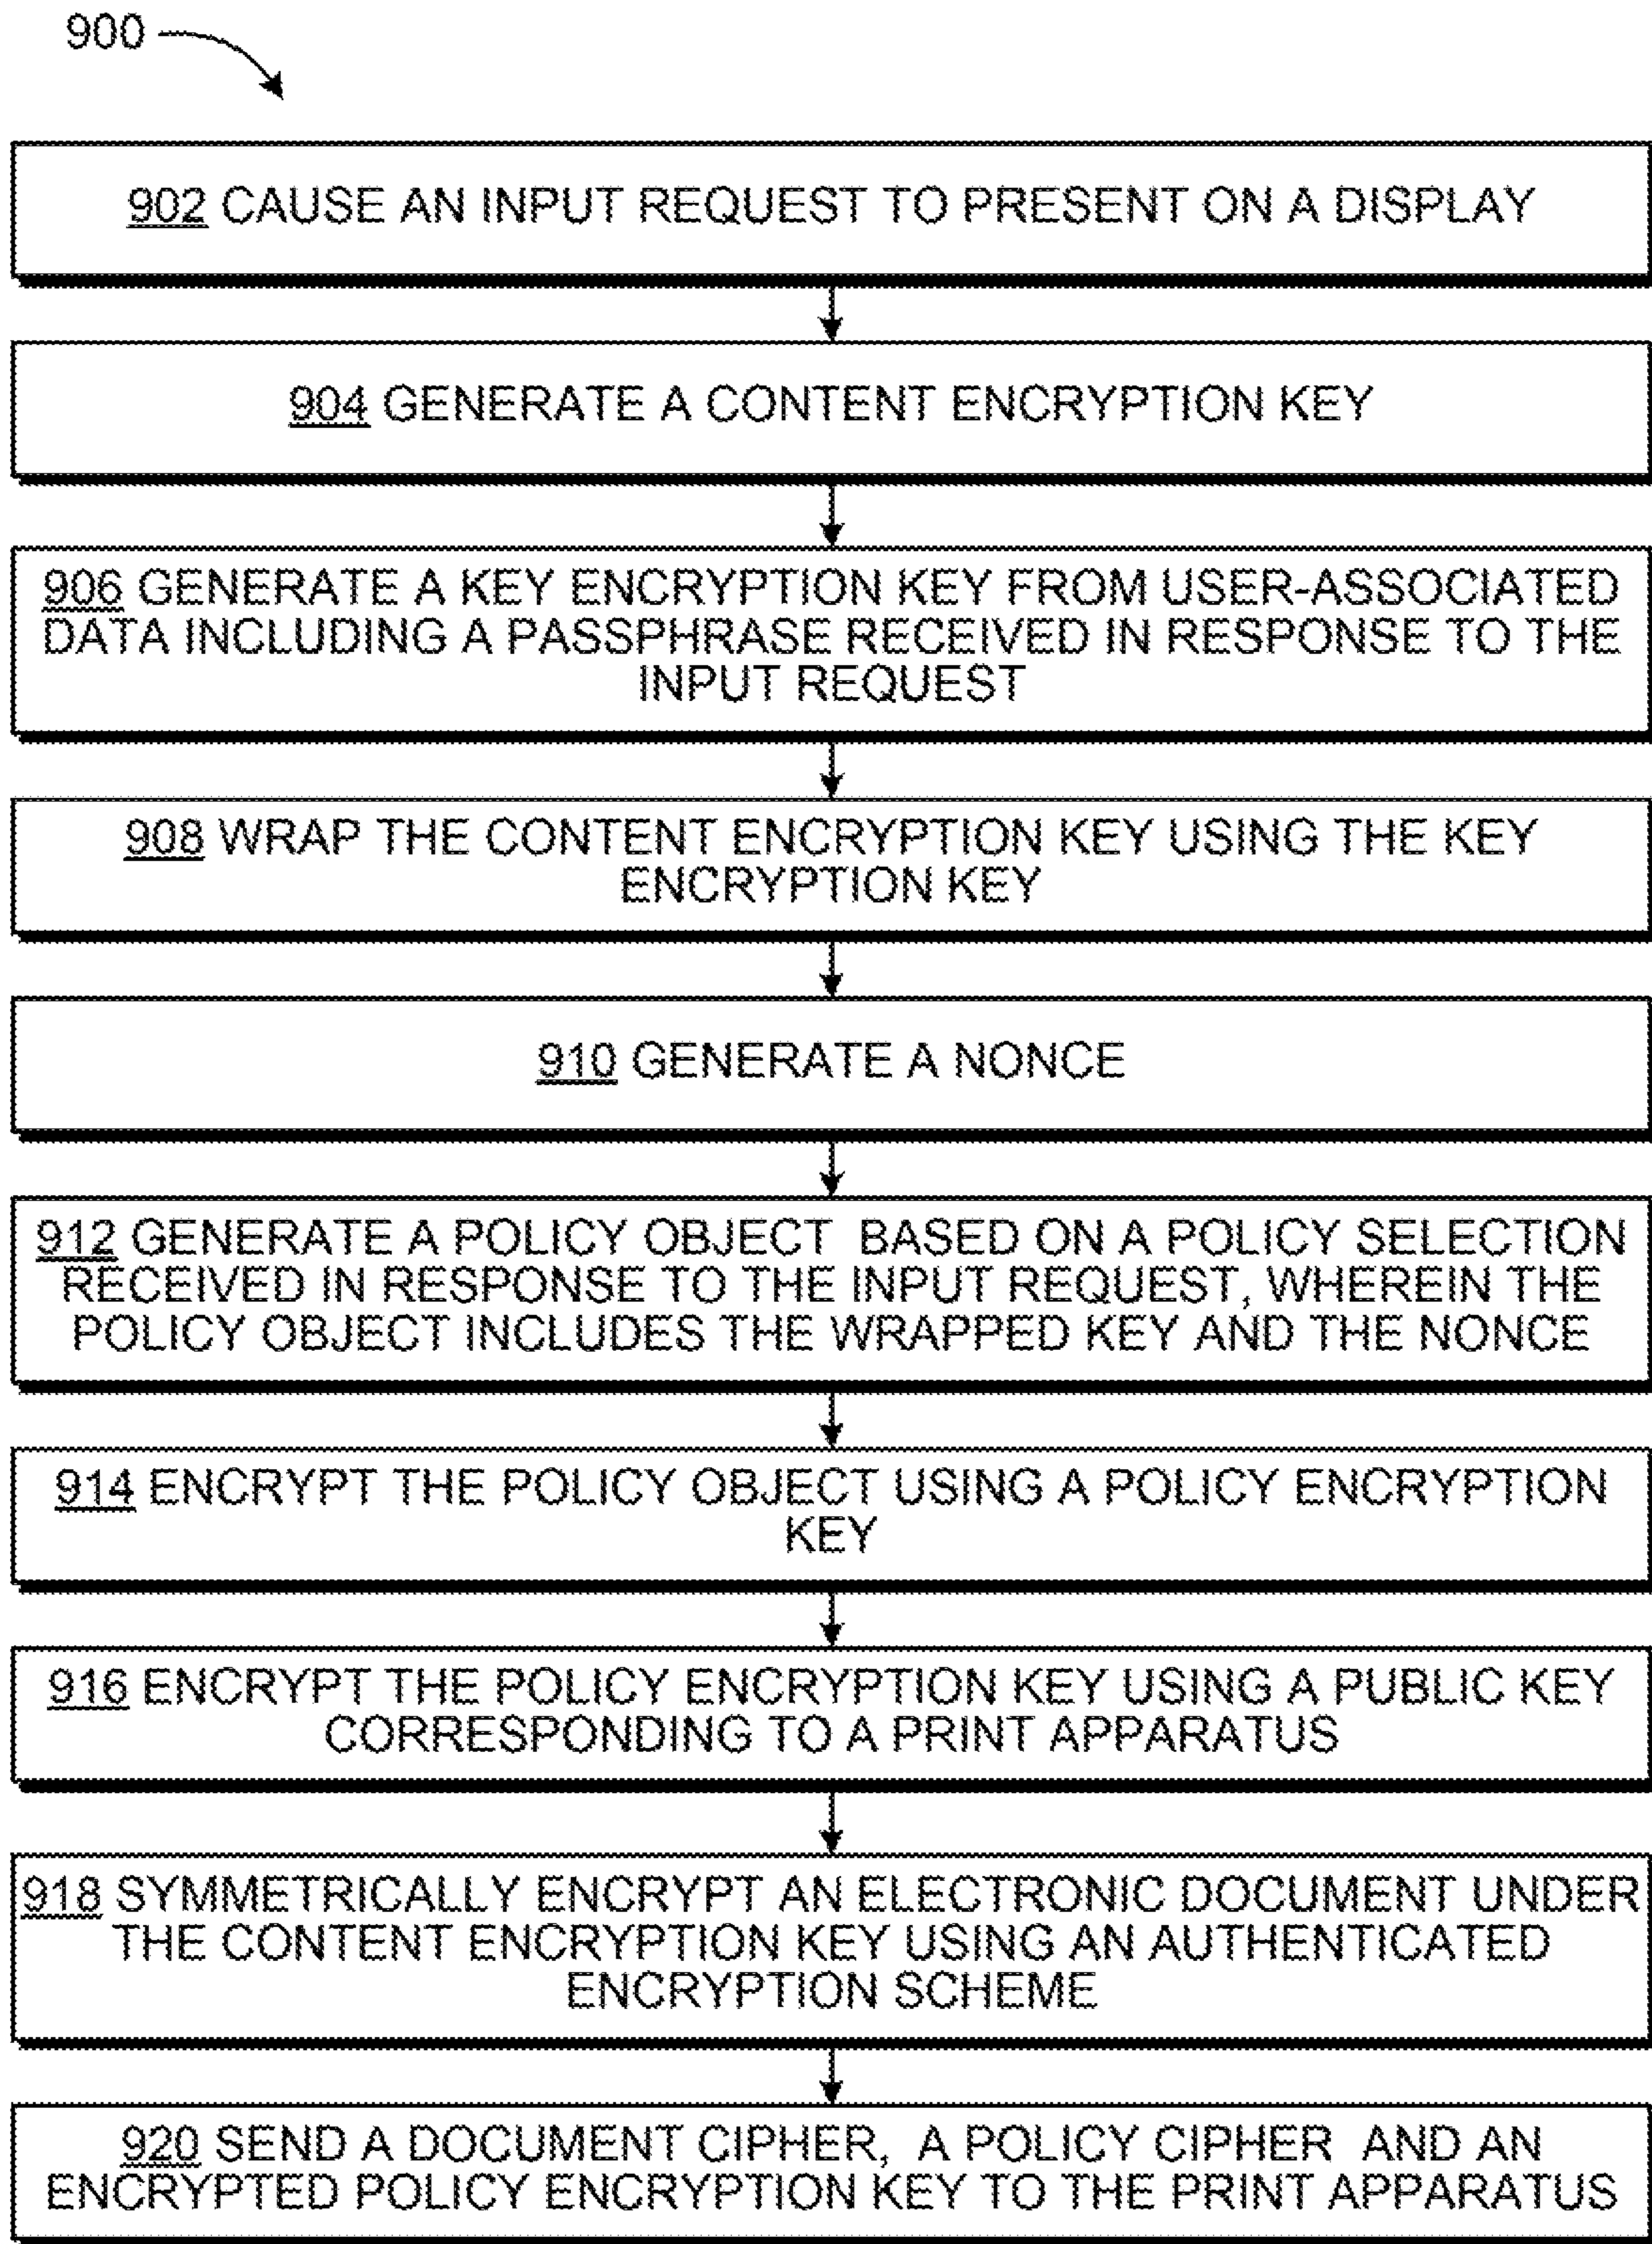 900
902 CAUSE AN INPUT REQUEST TO PRESENT ON A DISPLAY
904 GENERATE A CONTENT ENCRYPTION KEY
906 GENERATE A KEY ENCRYPTION KEY FROM USER-ASSOCIATED
DATA INCLUDING A PASSPHRASE RECEIVED IN RESPONSE TO THE
INPUT REQUEST
908 WRAP THE CONTENT ENCRYPTION KEY USING THE KEY
ENCRYPTION KEY
910 GENERATE A NONCE
912 GENERATE A POLICY OBJECT BASED ON A POLICY SELECTION
RECEIVED IN RESPONSE TO THE INPUT REQUEST, WHEREIN THE
POLICY OBJECT INCLUDES THE WRAPPED KEY AND THE NONCE
914 ENCRYPT THE POLICY OBJECT USING A POLICY ENCRYPTION
KEY
916 ENCRYPT THE POLICY ENCRYPTION KEY USING A PUBLIC KEY
CORRESPONDING TO A PRINT APPARATUS
918 SYMMETRICALLY ENCRYPT AN ELECTRONIC DOCUMENT UNDER
THE CONTENT ENCRYPTION KEY USING AN AUTHENTICATED
ENCRYPTION SCHEME
920 SEND A DOCUMENT CIPHER, A POLICY CIPHER AND AN
ENCRYPTED POLICY ENCRYPTION KEY TO THE PRINT APPARATUS